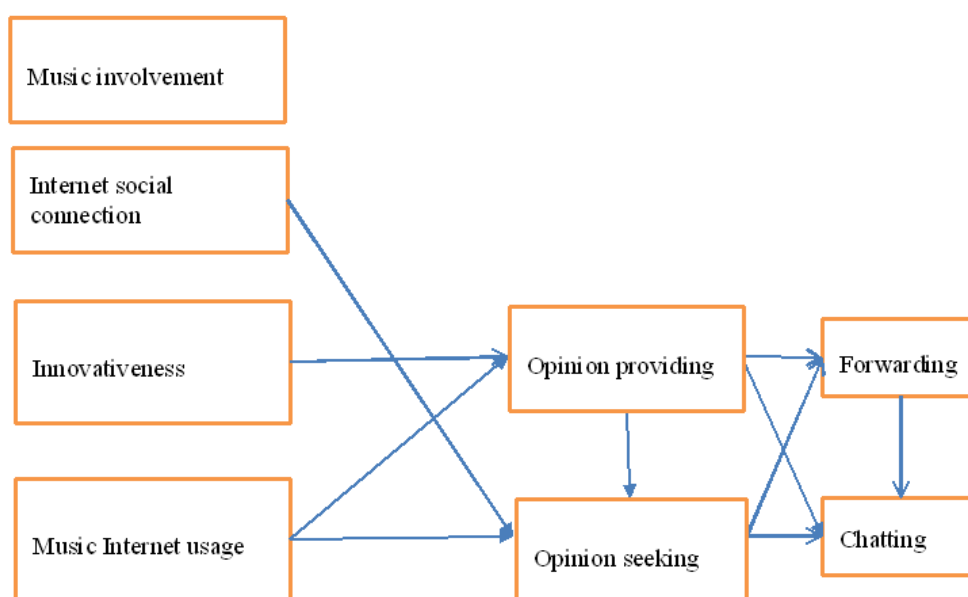 Music involvement
Internet social
connection
Innovativeness
Opinion providing
Forwarding
Music Internet usage
Opinion seeking
Chatting